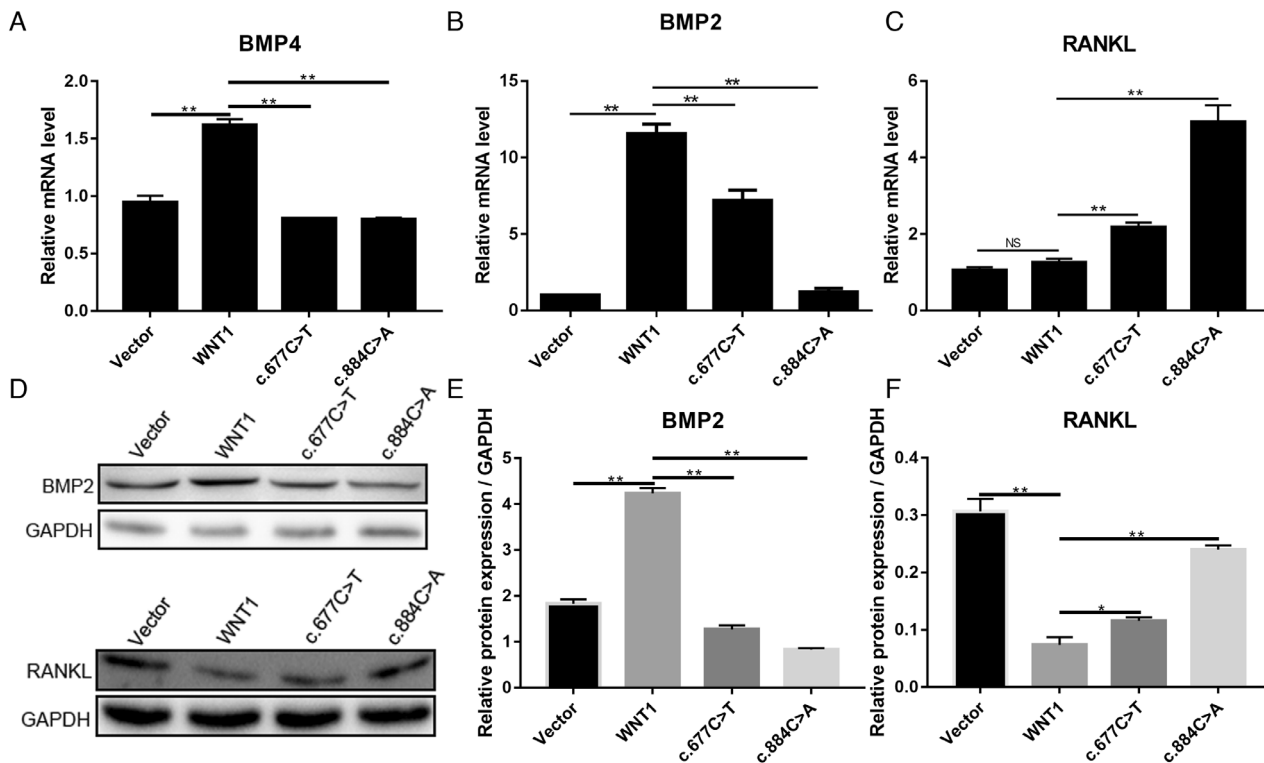 A
BMP4
Relative mRNA level
2.0
1.5
1.0
0.5
0.0
**
**
**
Vector
WNT1
c.677C>T
c.884C>A
B
BMP2
Relative mRNA level
15
10
5
0
**
**
**
Vector
WNT1
c.677C>T
c.884C>A
C
RANKL
Relative mRNA level
6
4
2
0
NS
**
**
Vector
WNT1
c.677C>T
c.884C>A
D
Vector
WNT1
c.677C>T
c.884C>A
BMP2
GAPDH
Vector
WNT1
c.677C>T
c.884C>A
RANKL
GAPDH
E
BMP2
Relative protein expression / GAPDH
5
4
3
2
1
0
**
**
**
Vector
WNT1
c.677C>T
c.884C>A
F
RANKL
Relative protein expression / GAPDH
0.4
0.3
0.2
0.1
0.0
**
**
*
Vector
WNT1
c.677C>T
c.884C>A